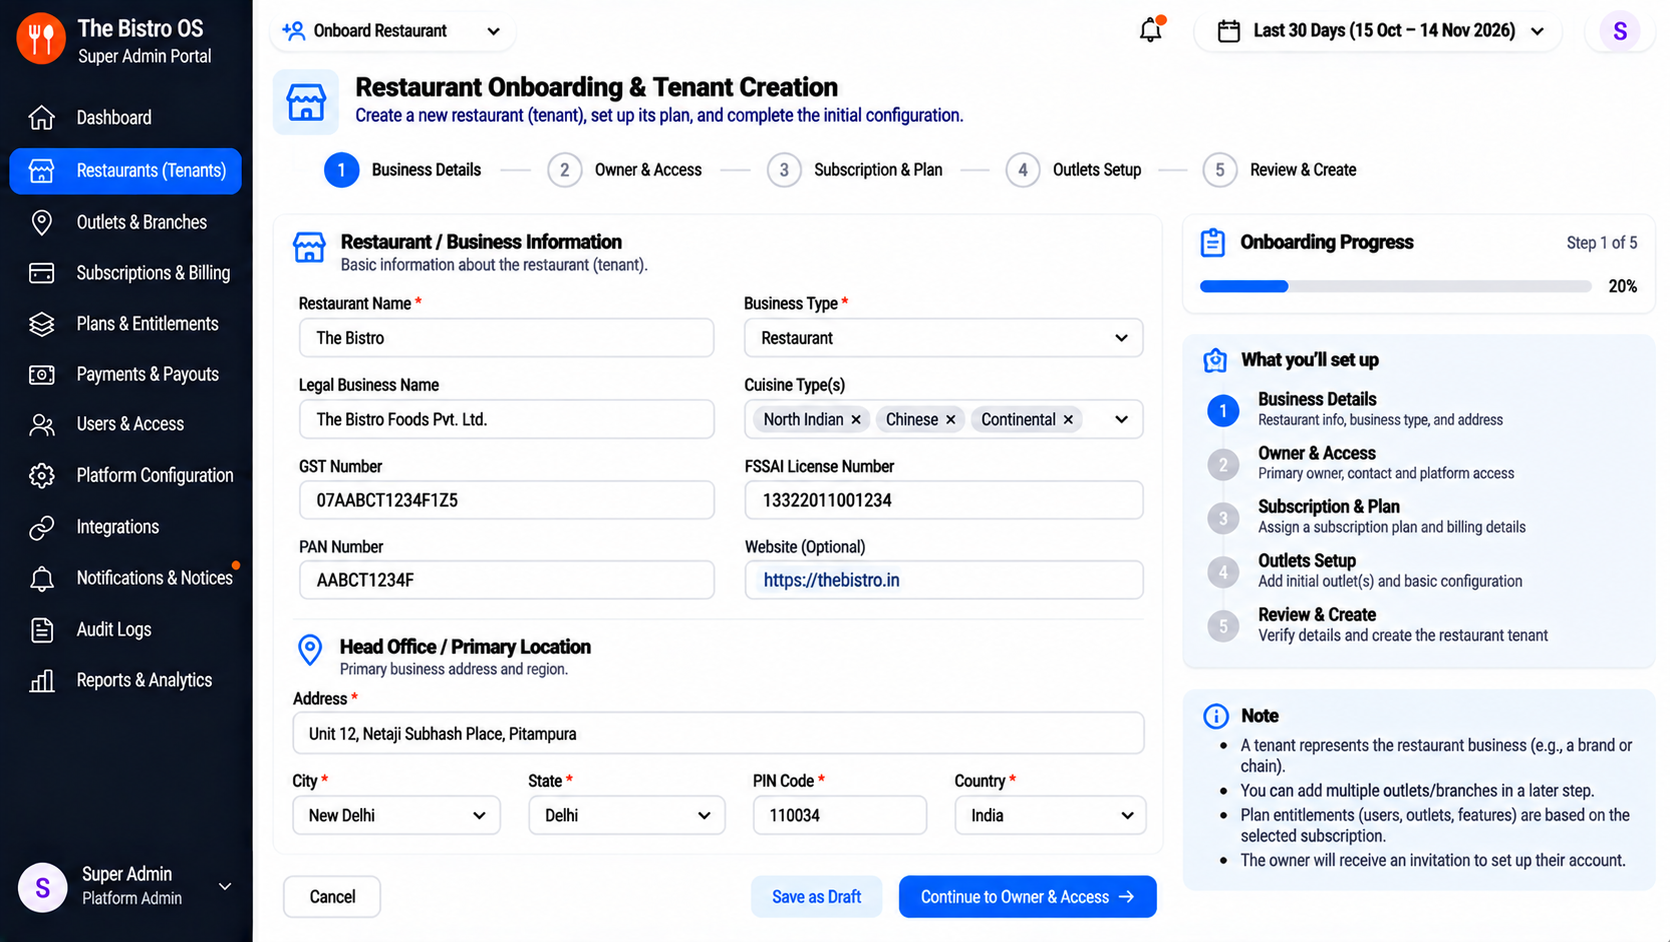 The Bistro OS
Super Admin Portal
Dashboard
Restaurants (Tenants)
Outlets & Branches
Subscriptions & Billing
Plans & Entitlements
Payments & Payouts
Users & Access
Platform Configuration
Integrations
Notifications & Notices
Audit Logs
Reports & Analytics
S
Super Admin
Platform Admin
Onboard Restaurant
Last 30 Days (15 Oct – 14 Nov 2026)
S
Restaurant Onboarding & Tenant Creation
Create a new restaurant (tenant), set up its plan, and complete the initial configuration.
1 Business Details
2 Owner & Access
3 Subscription & Plan
4 Outlets Setup
5 Review & Create
Restaurant / Business Information
Basic information about the restaurant (tenant).
Restaurant Name *
The Bistro
Business Type *
Restaurant
Legal Business Name
The Bistro Foods Pvt. Ltd.
Cuisine Type(s)
North Indian × Chinese × Continental ×
GST Number
07AABCT1234F1Z5
FSSAI License Number
13322011001234
PAN Number
AABCT1234F
Website (Optional)
https://thebistro.in
Head Office / Primary Location
Primary business address and region.
Address *
Unit 12, Netaji Subhash Place, Pitampura
City *
New Delhi
State *
Delhi
PIN Code *
110034
Country *
India
Cancel
Save as Draft
Continue to Owner & Access →
Onboarding Progress
Step 1 of 5
20%
What you’ll set up
1 Business Details
Restaurant info, business type, and address
2 Owner & Access
Primary owner, contact and platform access
3 Subscription & Plan
Assign a subscription plan and billing details
4 Outlets Setup
Add initial outlet(s) and basic configuration
5 Review & Create
Verify details and create the restaurant tenant
Note
• A tenant represents the restaurant business (e.g., a brand or
chain).
• You can add multiple outlets/branches in a later step.
• Plan entitlements (users, outlets, features) are based on the
selected subscription.
• The owner will receive an invitation to set up their account.